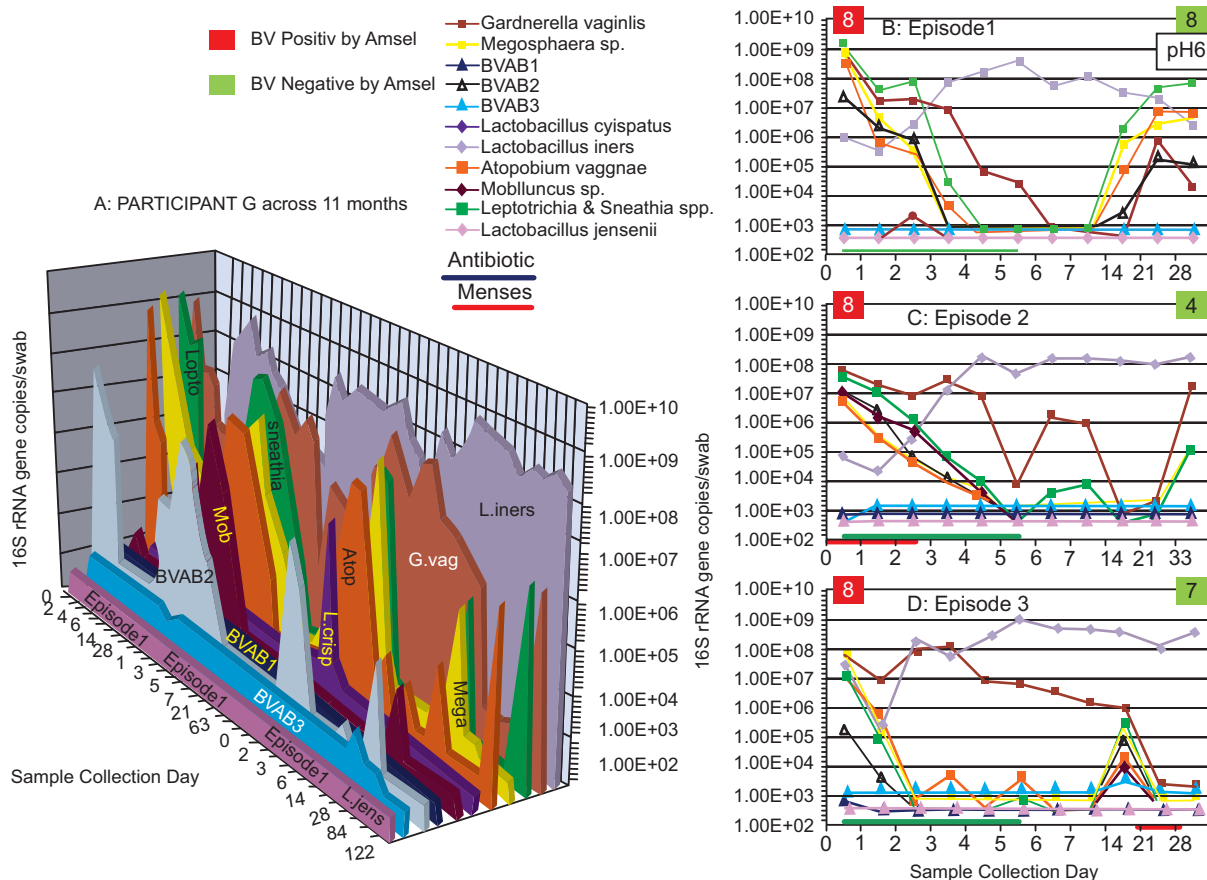 BV Positiv by Amsel
BV Negative by Amsel
Gardnerella vaginlis
Megosphaera sp.
BVAB1
BVAB2
BVAB3
Lactobacillus cyispatus
Lactobacillus iners
Atopobium vaggnae
Moblluncus sp.
Leptotrichia & Sneathia spp.
Lactobacillus jensenii
Antibiotic
Menses
A: PARTICIPANT G across 11 months
16S rRNA gene copies/swab
Lopto
sneathia
Mob
BVAB2
BVAB1
L.crisp
Atop
G.vag
L.iners
Mega
BVAB3
Episode1
Episode1
Episode1
Episode1
L.jens
1.00E+10
1.00E+09
1.00E+08
1.00E+07
1.00E+06
1.00E+05
1.00E+04
1.00E+03
1.00E+02
0
2
4
6
14
28
1
3
5
7
21
63
0
2
3
6
14
28
84
122
Sample Collection Day
B: Episode1
8
8
pH6
1.00E+10
1.00E+09
1.00E+08
1.00E+07
1.00E+06
1.00E+05
1.00E+04
1.00E+03
1.00E+02
0 1 2 3 4 5 6 7 14 21 28
C: Episode 2
8
4
1.00E+10
1.00E+09
1.00E+08
1.00E+07
1.00E+06
1.00E+05
1.00E+04
1.00E+03
1.00E+02
0 1 2 3 4 5 6 7 14 21 33
16S rRNA gene copies/swab
D: Episode 3
8
7
1.00E+10
1.00E+09
1.00E+08
1.00E+07
1.00E+06
1.00E+05
1.00E+04
1.00E+03
1.00E+02
0 1 2 3 4 5 6 7 14 21 28
Sample Collection Day